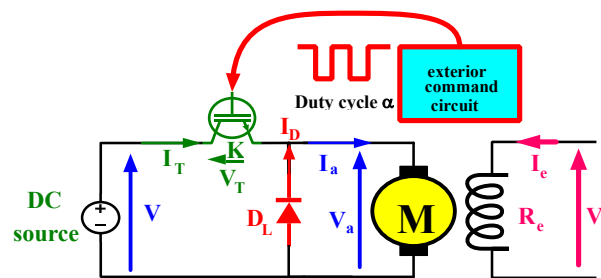 exterior
command
circuit
Duty cycle α
I_T
K
V_T
I_D
I_a
I_e
DC
source
V
D_L
V_a
M
R_e
V